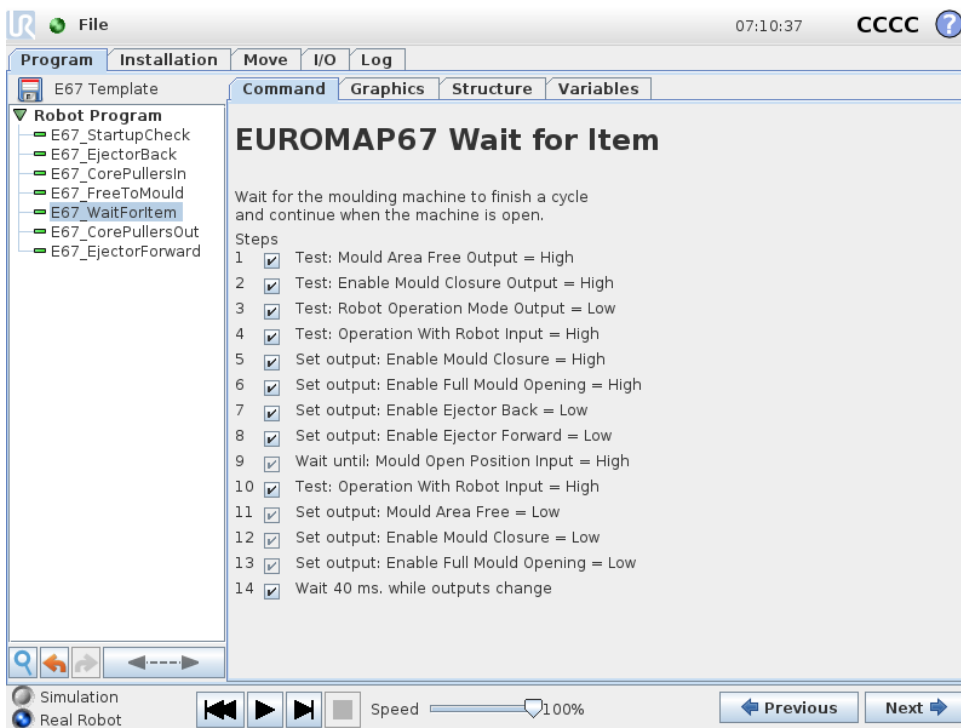 UR File 07:10:37 CCCC ?
Program Installation Move I/O Log
E67 Template
Command Graphics Structure Variables
Robot Program
E67_StartupCheck
E67_EjectorBack
E67_CorePullersIn
E67_FreeToMould
E67_WaitForItem
E67_CorePullersOut
E67_EjectorForward
EUROMAP67 Wait for Item
Wait for the moulding machine to finish a cycle
and continue when the machine is open.
Steps
1 Test: Mould Area Free Output = High
2 Test: Enable Mould Closure Output = High
3 Test: Robot Operation Mode Output = Low
4 Test: Operation With Robot Input = High
5 Set output: Enable Mould Closure = High
6 Set output: Enable Full Mould Opening = High
7 Set output: Enable Ejector Back = Low
8 Set output: Enable Ejector Forward = Low
9 Wait until: Mould Open Position Input = High
10 Test: Operation With Robot Input = High
11 Set output: Mould Area Free = Low
12 Set output: Enable Mould Closure = Low
13 Set output: Enable Full Mould Opening = Low
14 Wait 40 ms. while outputs change
Simulation
Real Robot
Speed 100%
Previous Next